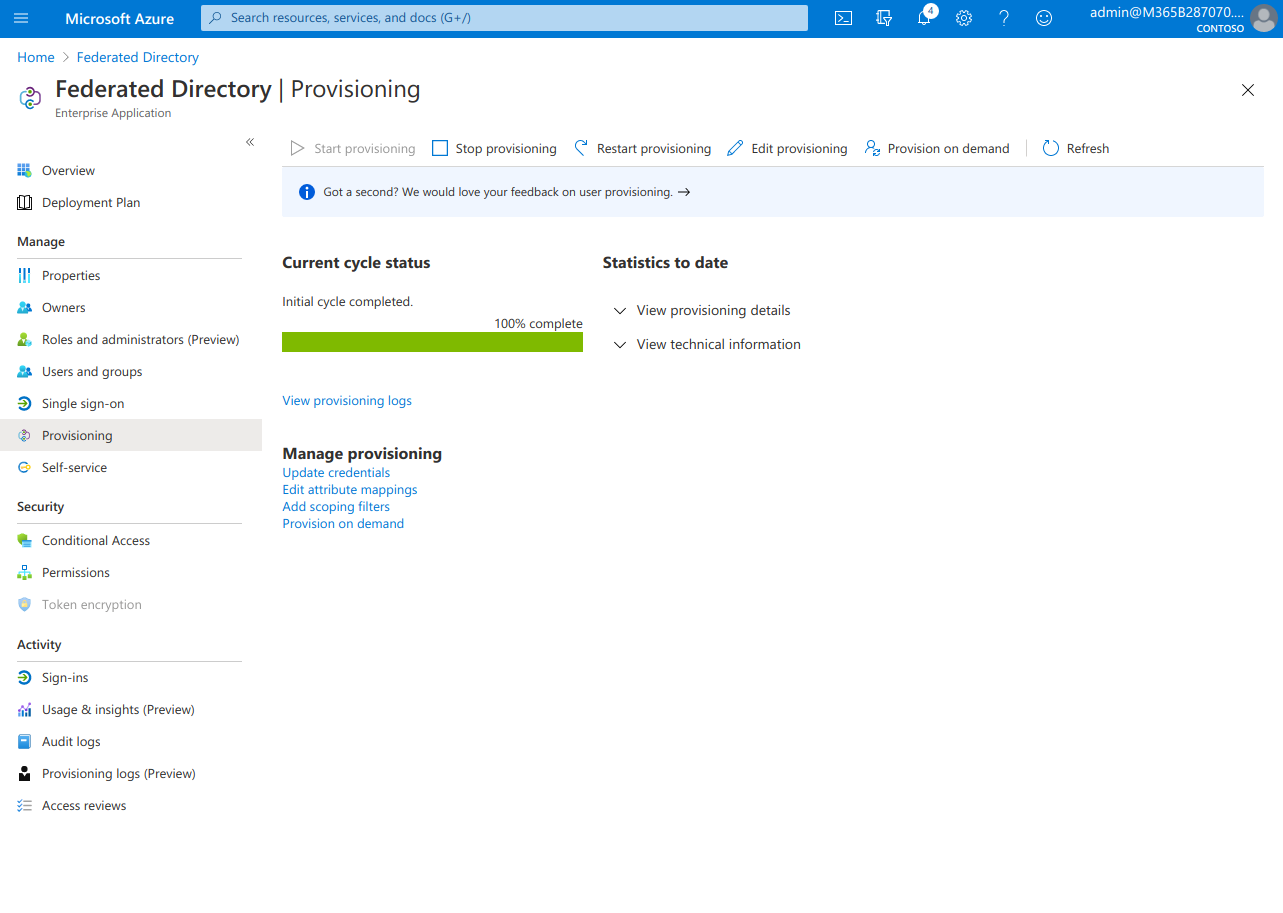 Microsoft Azure
Search resources, services, and docs (G+/)
4
admin@M365B287070....
CONTOSO
Home > Federated Directory
Federated Directory | Provisioning
Enterprise Application
«
Overview
Deployment Plan
Manage
Properties
Owners
Roles and administrators (Preview)
Users and groups
Single sign-on
Provisioning
Self-service
Security
Conditional Access
Permissions
Token encryption
Activity
Sign-ins
Usage & insights (Preview)
Audit logs
Provisioning logs (Preview)
Access reviews
Start provisioning
Stop provisioning
Restart provisioning
Edit provisioning
Provision on demand
Refresh
Got a second? We would love your feedback on user provisioning. →
Current cycle status
Initial cycle completed.
100% complete
View provisioning logs
Manage provisioning
Update credentials
Edit attribute mappings
Add scoping filters
Provision on demand
Statistics to date
View provisioning details
View technical information